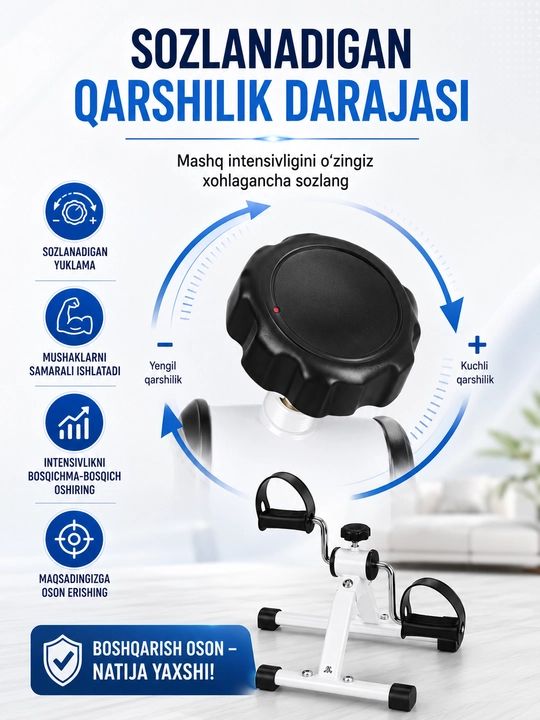 SOZLANADIGAN
QARSHILIK DARAJASI
Mashq intensivligini o‘zingiz
xohlagancha sozlang
SOZLANADIGAN
YUKLAMA
MUSHAKLARNI
SAMARALI ISHLATADI
INTENSIVLIKNI
BOSQICHMA-BOSQICH
OSHIRING
MAQSADINGIZGA
OSON ERISHING
−
Yengil
qarshilik
+
Kuchli
qarshilik
BOSHQARISH OSON –
NATIJA YAXSHI!